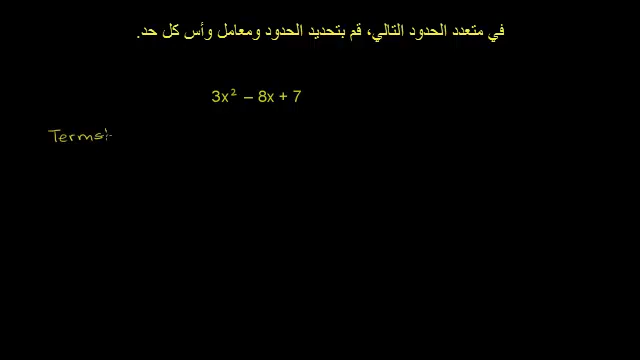 في متعدد الحدود التالي، قم بتحديد الحدود ومعامل وأس كل حد.
3x² – 8x + 7
Terms: